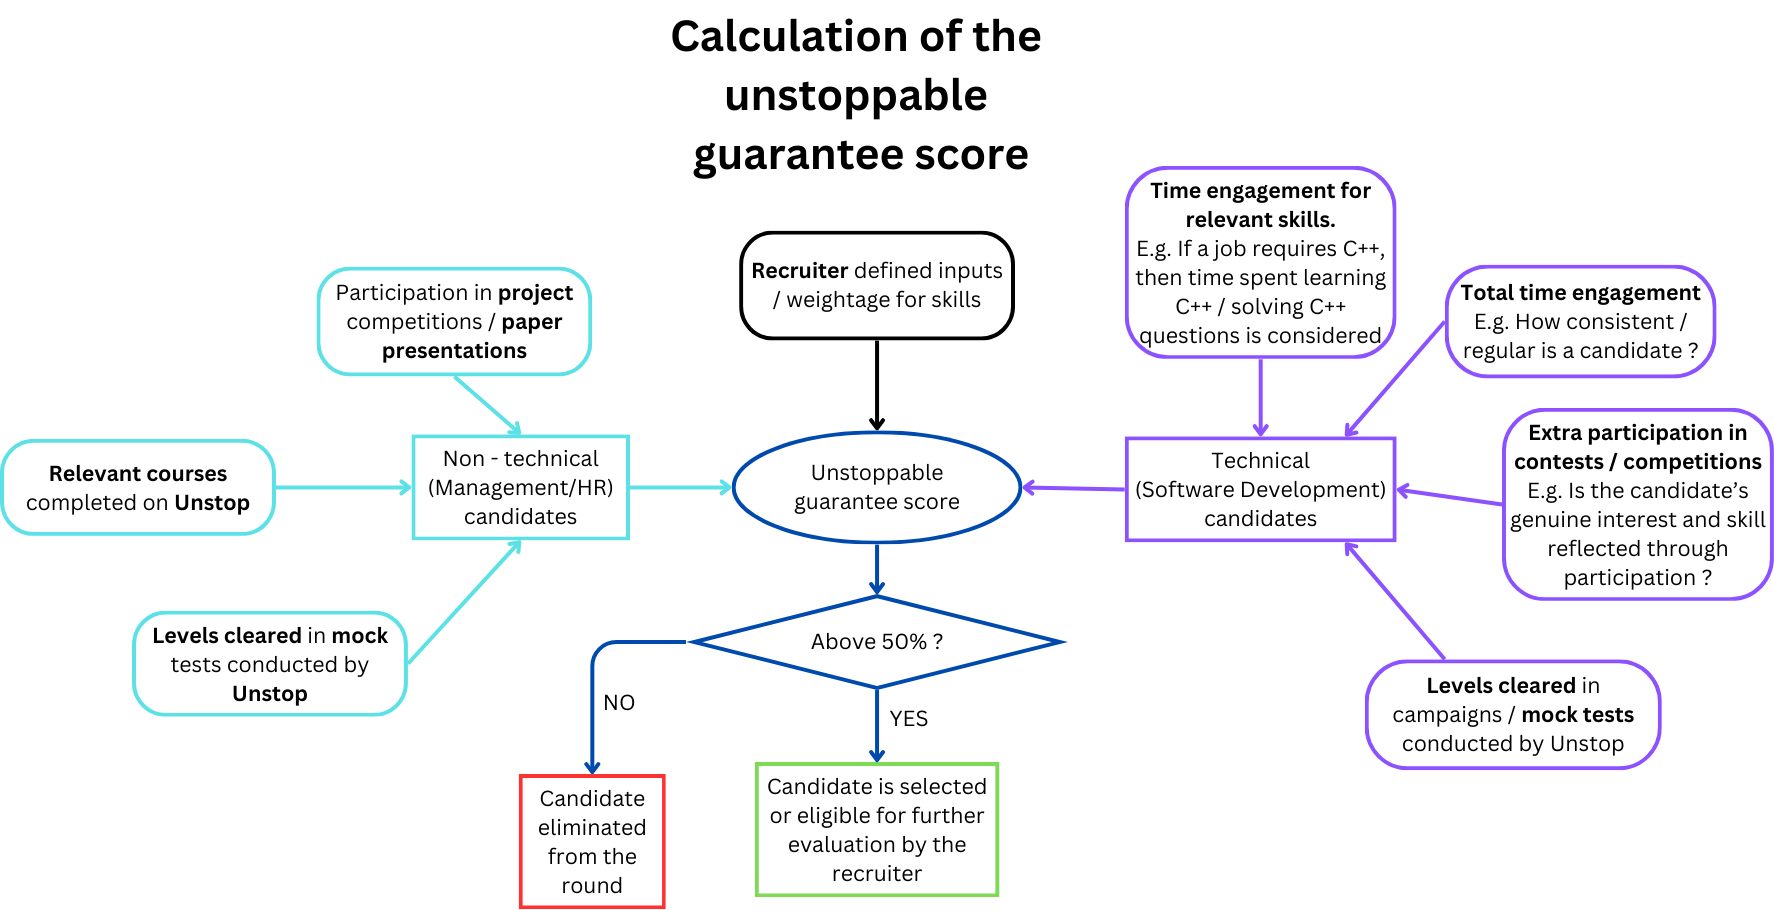 Calculation of the
unstoppable
guarantee score
Recruiter defined inputs
/ weightage for skills
Participation in project
competitions / paper
presentations
Relevant courses
completed on Unstop
Levels cleared in mock
tests conducted by
Unstop
Non - technical
(Management/HR)
candidates
Unstoppable
guarantee score
Time engagement for
relevant skills.
E.g. If a job requires C++,
then time spent learning
C++ / solving C++
questions is considered
Total time engagement
E.g. How consistent /
regular is a candidate ?
Extra participation in
contests / competitions
E.g. Is the candidate’s
genuine interest and skill
reflected through
participation ?
Levels cleared in
campaigns / mock tests
conducted by Unstop
Technical
(Software Development)
candidates
Above 50% ?
NO
YES
Candidate
eliminated
from the
round
Candidate is selected
or eligible for further
evaluation by the
recruiter